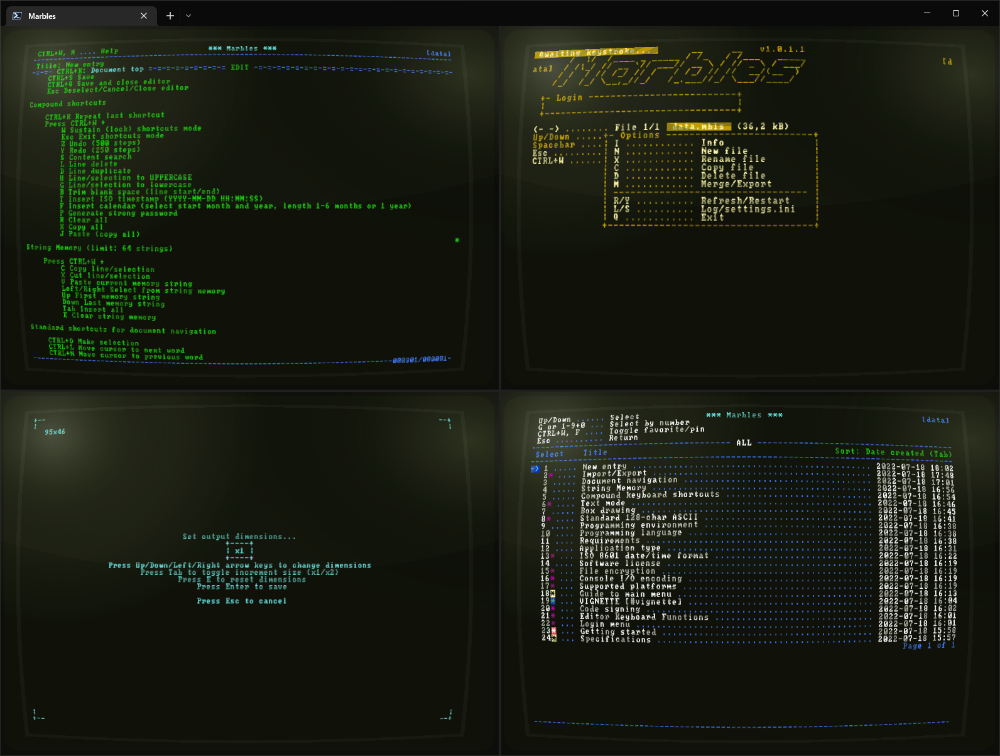 Marbles
CTRL+W, H .... Help
*** Marbles ***
[data]
Title: New entry
CTRL+K: Document top
EDIT
CTRL+S Save
CTRL+Q Save and close editor
Esc Deselect/Cancel/Close editor
Compound shortcuts
CTRL+R Repeat last shortcut
Press CTRL+W +
W Sustain (lock) shortcuts mode
Esc Exit shortcuts mode
Z Undo (500 steps)
Y Redo (250 steps)
S Content search
L Line delete
D Line duplicate
U Line/selection to UPPERCASE
G Line/selection to lowercase
B Trim blank space (line start/end)
T Insert ISO timestamp (YYYY-MM-DD HH:MM:SS)
F Insert calendar (select start month and year, length 1-6 months or 1 year)
P Generate strong password
R Clear all
K Copy all
J Paste (copy all)
String Memory (limit: 64 strings)
Press CTRL+W +
C Copy line/selection
X Cut line/selection
V Paste current memory string
Left/Right Select from string memory
Up First memory string
Down Last memory string
Tab Insert all
E Clear string memory
Standard shortcuts for document navigation
CTRL+D Make selection
CTRL+L Move cursor to next word
CTRL+N Move cursor to previous word
Awaiting keystroke...
v1.0.1.1
ata]
[d
Login
(- -) ........ File 1/1 data.mbls (36,2 kB)
Up/Down
Spacebar
Esc
CTRL+W
Options
I ........... Info
N ........... New file
X ........... Rename file
C ........... Copy file
D ........... Delete file
M ........... Merge/Export
R/Y ......... Refresh/Restart
L/S ......... Log/settings.ini
Q ........... Exit
95x46
Set output dimensions...
x1
Press Up/Down/Left/Right arrow keys to change dimensions
Press Tab to toggle increment size (x1/x2)
Press E to reset dimensions
Press Enter to save
Press Esc to cancel
Up/Down ..... Select
G or 1-9+0 .. Select by number
CTRL+W, F ... Toggle favorite/pin
Esc ......... Return
*** Marbles ***
[data]
ALL
Select Title Sort: Date created (Tab)
=> 1 .... New entry 2022-07-18 18:02
2* ... Import/Export 2022-07-18 17:48
3 .... Document navigation 2022-07-18 17:01
4 .... String Memory 2022-07-18 16:56
5 .... Compound keyboard shortcuts 2022-07-18 16:54
6* ... Text mode 2022-07-18 16:46
7 .... Box drawing 2022-07-18 16:45
8* ... Standard 128-char ASCII 2022-07-18 16:41
9 .... Programming environment 2022-07-18 16:38
10 ... Programming language 2022-07-18 16:38
11 ... Requirements 2022-07-18 16:38
12 ... Application type 2022-07-18 16:31
13* .. ISO 8601 date/time format 2022-07-18 16:22
14 ... Software license 2022-07-18 16:19
15* .. File encryption 2022-07-18 16:19
16* .. Console I/O encoding 2022-07-18 16:19
17* .. Supported platforms 2022-07-18 16:19
18* .. Guide to main menu 2022-07-18 16:13
19* .. VIGNETTE [@vignette] 2022-07-18 16:04
20* .. Code signing 2022-07-18 16:02
21* .. Editor Keyboard Functions 2022-07-18 16:01
22* .. Login menu 2022-07-18 16:01
23* .. Getting started 2022-07-18 15:58
24* .. Specifications 2022-07-18 15:57
Page 1 of 1